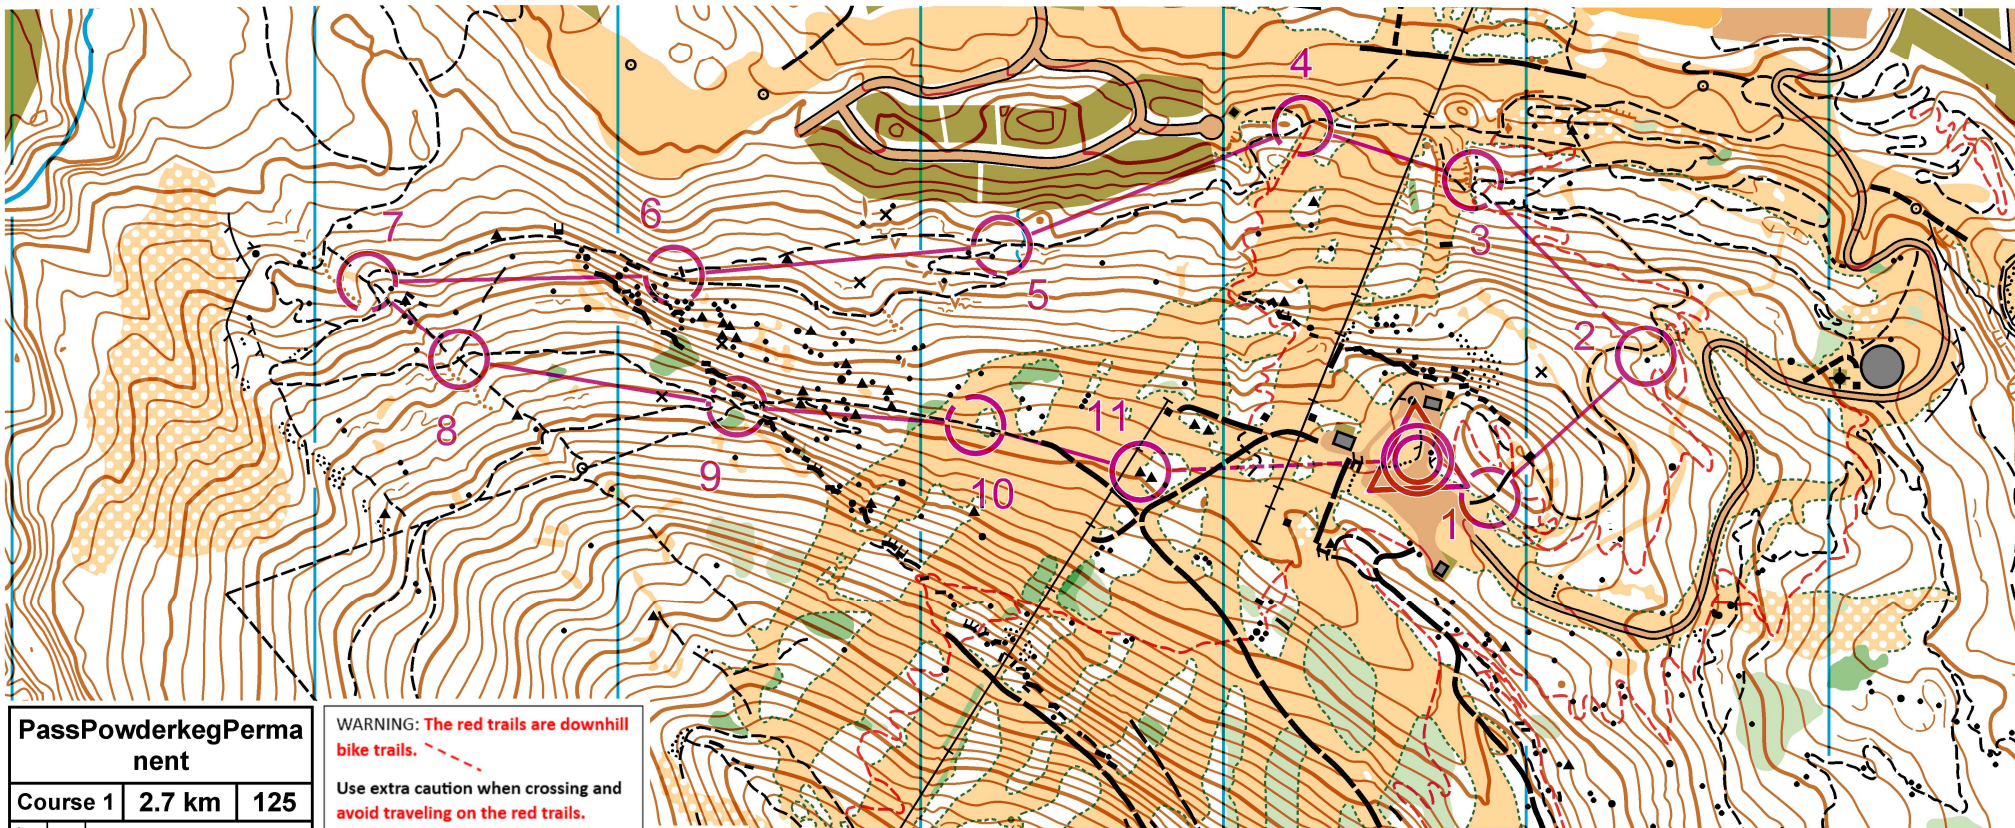 4
7
6
3
5
2
8
11
9
10
1
PassPowderkegPerma
nent
Course 1 2.7 km 125
WARNING: The red trails are downhill
bike trails.
Use extra caution when crossing and
avoid traveling on the red trails.